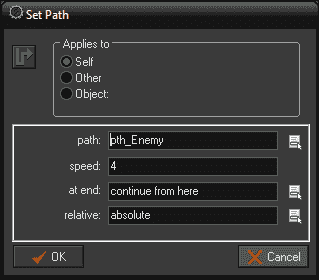 Set Path
Applies to
Self
Other
Object:
path: pth_Enemy
speed: 4
at end: continue from here
relative: absolute
OK Cancel